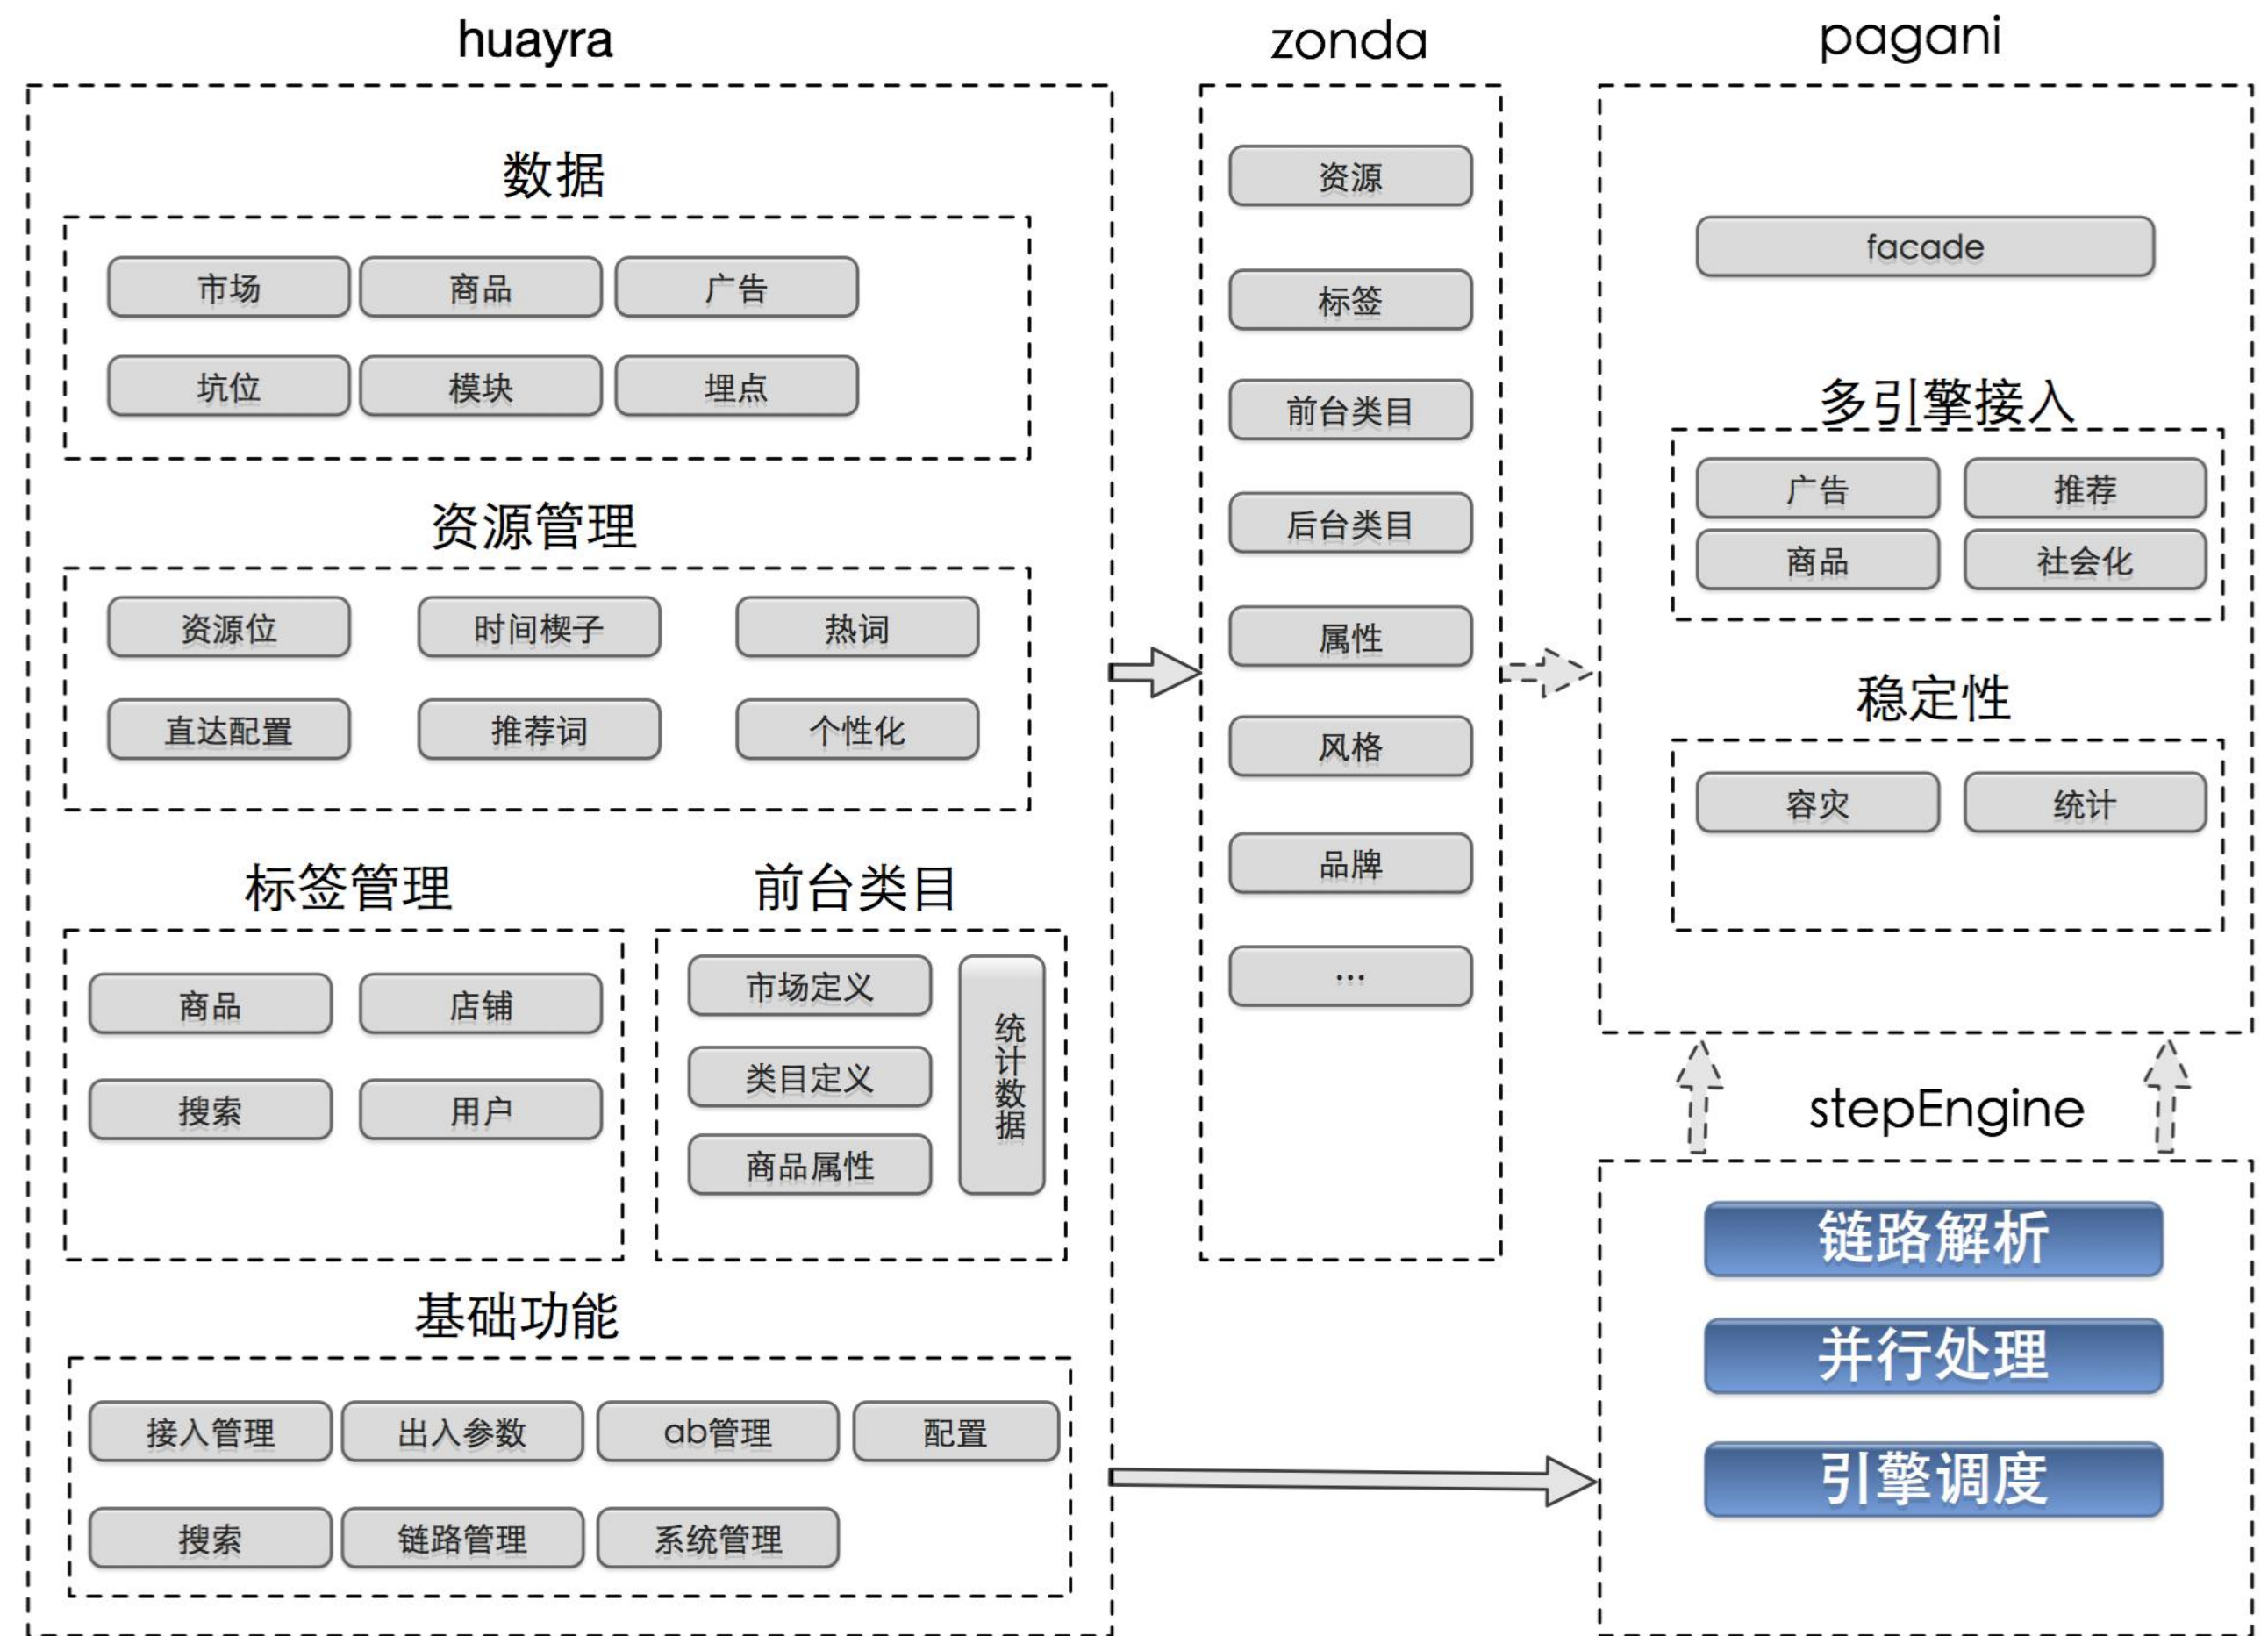 huayra
数据
市场 商品 广告
坑位 模块 埋点
资源管理
资源位 时间楔子 热词
直达配置 推荐词 个性化
标签管理
商品 店铺
搜索 用户
前台类目
市场定义
类目定义
商品属性
统计数据
基础功能
接入管理 出入参数 ab管理 配置
搜索 链路管理 系统管理
zonda
资源
标签
前台类目
后台类目
属性
风格
品牌
...
pagani
facade
多引擎接入
广告 推荐
商品 社会化
稳定性
容灾 统计
stepEngine
链路解析
并行处理
引擎调度